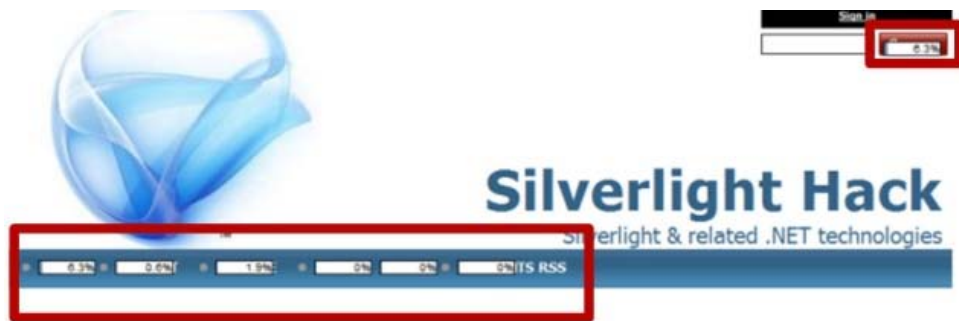 Sign in
6.3%
Silverlight Hack
Silverlight & related .NET technologies
6.3% 0.6% 1.9% 0% 0% 0% TS RSS